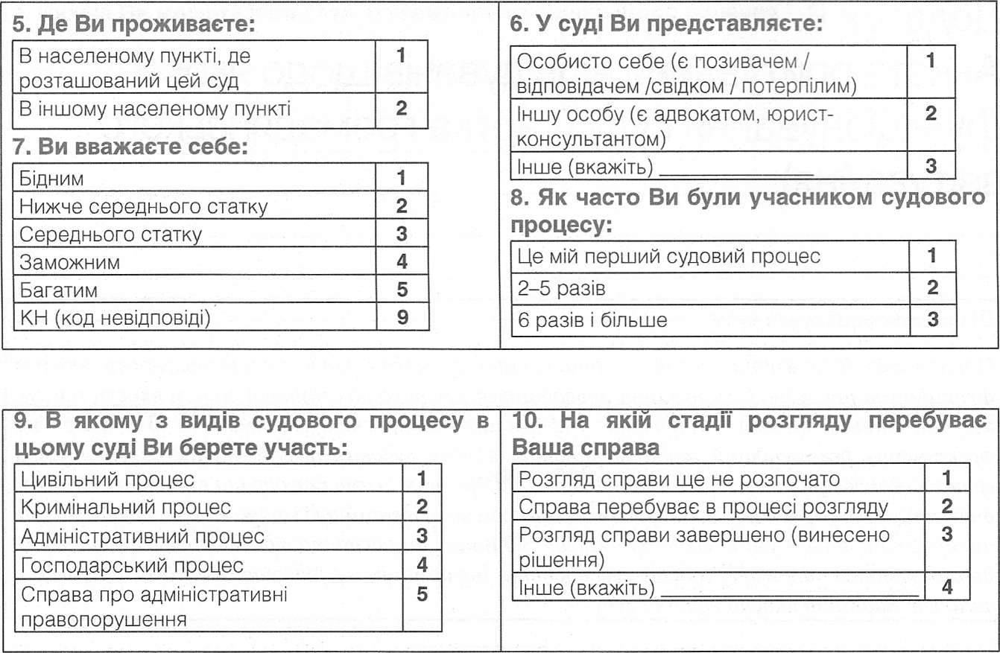 5. Де Ви проживаєте:
В населеному пункті, де 1
розташований цей суд
В іншому населеному пункті 2
7. Ви вважаєте себе:
Бідним 1
Нижче середнього статку 2
Середнього статку 3
Заможним 4
Багатим 5
КН (код невідповіді) 9
6. У суді Ви представляєте:
Особисто себе (є позивачем / 1
відповідачем /свідком / потерпілим)
Іншу особу (є адвокатом, юрист- 2
консультантом)
Інше (вкажіть) ____________________ 3
8. Як часто Ви були учасником судового
процесу:
Це мій перший судовий процес 1
2–5 разів 2
6 разів і більше 3
9. В якому з видів судового процесу в
цьому суді Ви берете участь:
Цивільний процес 1
Кримінальний процес 2
Адміністративний процес 3
Господарський процес 4
Справа про адміністративні 5
правопорушення
10. На якій стадії розгляду перебуває
Ваша справа
Розгляд справи ще не розпочато 1
Справа перебуває в процесі розгляду 2
Розгляд справи завершено (винесено 3
рішення)
Інше (вкажіть) ______________________ 4